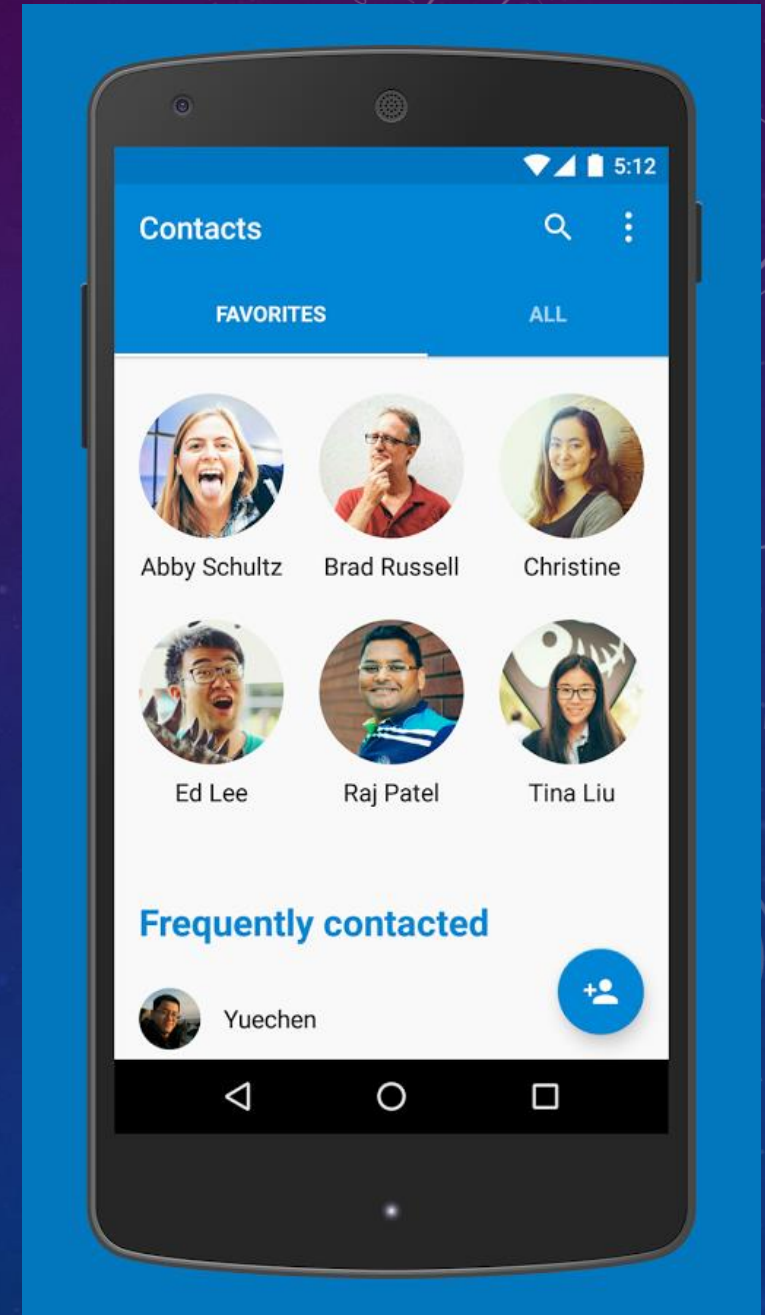 5:12
Contacts
FAVORITES ALL
Abby Schultz Brad Russell Christine
Ed Lee Raj Patel Tina Liu
Frequently contacted
Yuechen